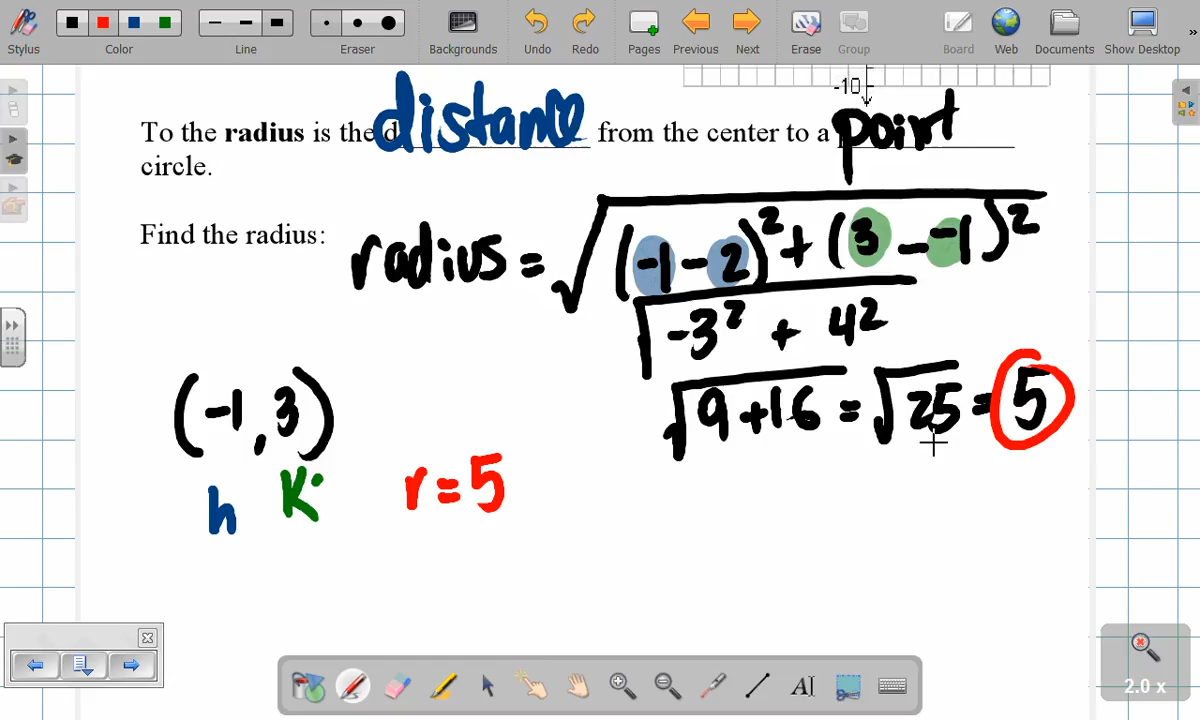 Stylus Color Line Eraser Backgrounds Undo Redo Pages Previous Next Erase Group Board Web Documents Show Desktop »
-10
To the radius is the d distance from the center to a point
circle.
Find the radius: radius = √(-1 - 2)² + (3 - -1)²
√-3² + 4²
√9+16 = √25 = 5
(-1, 3)
h K r = 5
AI
2.0 x